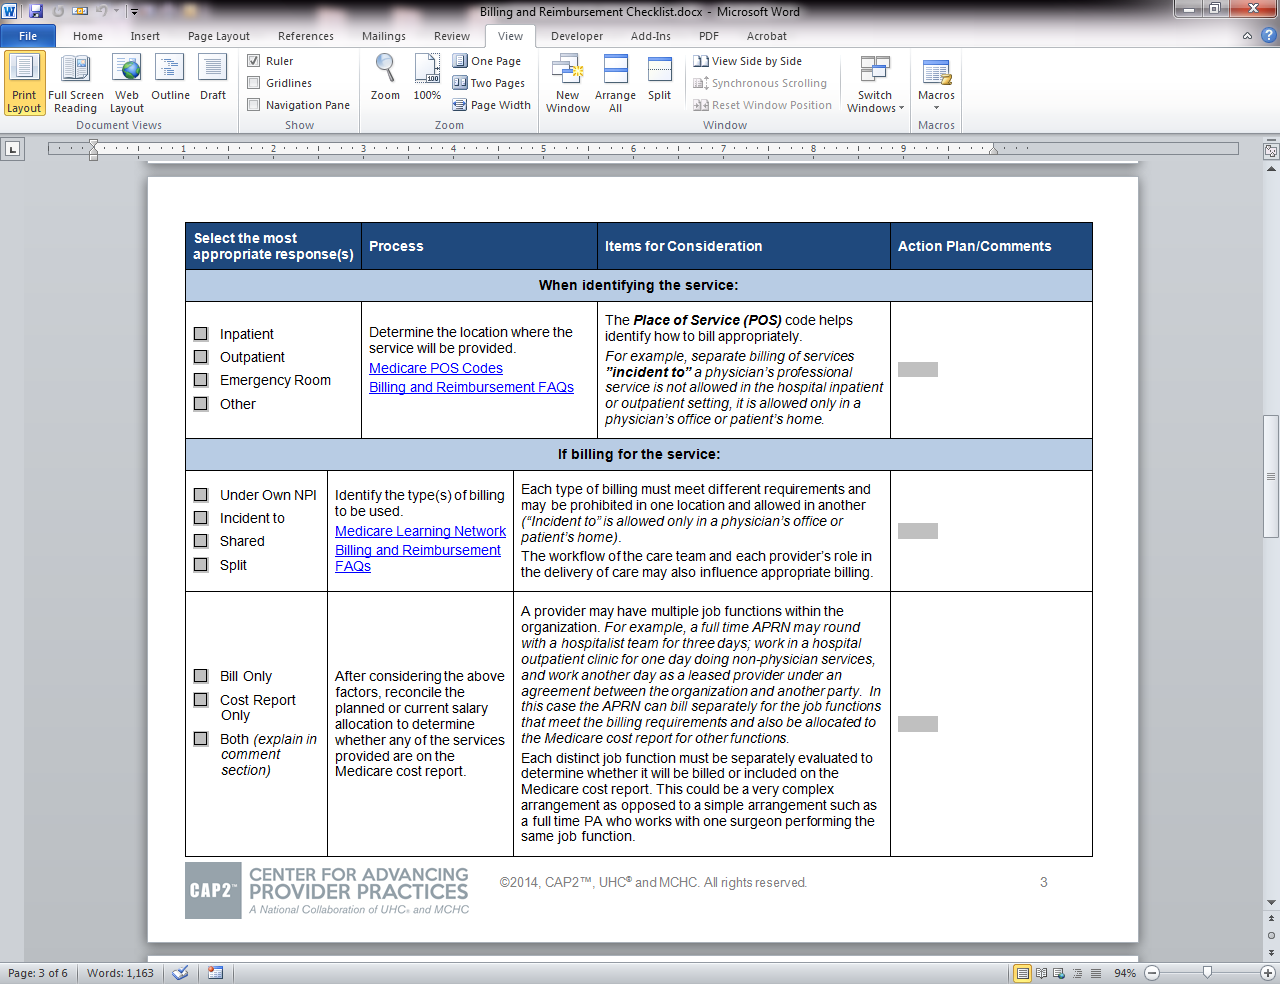 Billing and Reimbursement Checklist.docx - Microsoft Word
File Home Insert Page Layout References Mailings Review View Developer Add-Ins PDF Acrobat
Print Layout
Full Screen Reading
Web Layout
Outline
Draft
Document Views
Ruler
Gridlines
Navigation Pane
Show
Zoom
100%
One Page
Two Pages
Page Width
Zoom
New Window
Arrange All
Split
View Side by Side
Synchronous Scrolling
Reset Window Position
Window
Switch Windows
Macros
Macros
1 2 3 4 5 6 7 8 9
Select the most
appropriate response(s)
Process
Items for Consideration
Action Plan/Comments
When identifying the service:
Inpatient
Outpatient
Emergency Room
Other
Determine the location where the
service will be provided.
Medicare POS Codes
Billing and Reimbursement FAQs
The Place of Service (POS) code helps
identify how to bill appropriately.
For example, separate billing of services
”incident to” a physician’s professional
service is not allowed in the hospital inpatient
or outpatient setting, it is allowed only in a
physician’s office or patient’s home.
If billing for the service:
Under Own NPI
Incident to
Shared
Split
Identify the type(s) of billing
to be used.
Medicare Learning Network
Billing and Reimbursement
FAQs
Each type of billing must meet different requirements and
may be prohibited in one location and allowed in another
(“Incident to” is allowed only in a physician’s office or
patient’s home).
The workflow of the care team and each provider’s role in
the delivery of care may also influence appropriate billing.
Bill Only
Cost Report
Only
Both (explain in
comment
section)
After considering the above
factors, reconcile the
planned or current salary
allocation to determine
whether any of the services
provided are on the
Medicare cost report.
A provider may have multiple job functions within the
organization. For example, a full time APRN may round
with a hospitalist team for three days; work in a hospital
outpatient clinic for one day doing non-physician services,
and work another day as a leased provider under an
agreement between the organization and another party. In
this case the APRN can bill separately for the job functions
that meet the billing requirements and also be allocated to
the Medicare cost report for other functions.
Each distinct job function must be separately evaluated to
determine whether it will be billed or included on the
Medicare cost report. This could be a very complex
arrangement as opposed to a simple arrangement such as
a full time PA who works with one surgeon performing the
same job function.
CAP2™
CENTER FOR ADVANCING
PROVIDER PRACTICES
A National Collaboration of UHC® and MCHC
©2014, CAP2™, UHC® and MCHC. All rights reserved.
3
Page: 3 of 6 Words: 1,163 94%